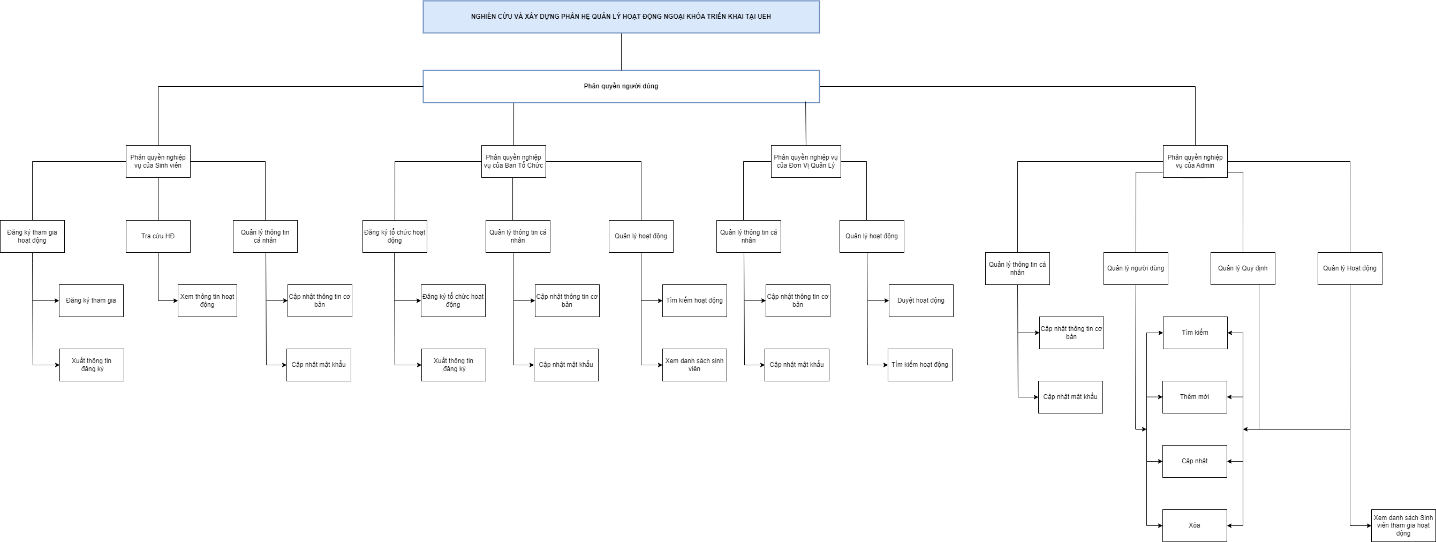 NGHIÊN CỨU VÀ XÂY DỰNG PHÂN HỆ QUẢN LÝ HOẠT ĐỘNG NGOẠI KHÓA TRIỂN KHAI TẠI UEH
Phân quyền người dùng
Phân quyền nghiệp
vụ của Sinh viên
Phân quyền nghiệp
vụ của Ban Tổ Chức
Phân quyền nghiệp vụ
của Đơn Vị Quản Lý
Phân quyền nghiệp
vụ của Admin
Đăng ký tham gia
hoạt động
Tra cứu HĐ
Quản lý thông tin
cá nhân
Đăng ký tổ chức hoạt
động
Quản lý thông tin cá
nhân
Quản lý hoạt động
Quản lý thông tin cá
nhân
Quản lý hoạt động
Quản lý thông tin cá
nhân
Quản lý người dùng
Quản lý Quy định
Quản lý Hoạt động
Đăng ký tham gia
Xem thông tin hoạt
động
Cập nhật thông tin cơ
bản
Đăng ký tổ chức hoạt
động
Cập nhật thông tin cơ
bản
Tìm kiếm hoạt động
Cập nhật thông tin cơ
bản
Duyệt hoạt động
Cập nhật thông tin cơ
bản
Tìm kiếm
Xuất thông tin
đăng ký
Cập nhật mật khẩu
Xuất thông tin
đăng ký
Cập nhật mật khẩu
Xem danh sách sinh
viên
Cập nhật mật khẩu
Tìm kiếm hoạt động
Cập nhật mật khẩu
Thêm mới
Cập nhật
Xóa
Xem danh sách Sinh
viên tham gia hoạt
động